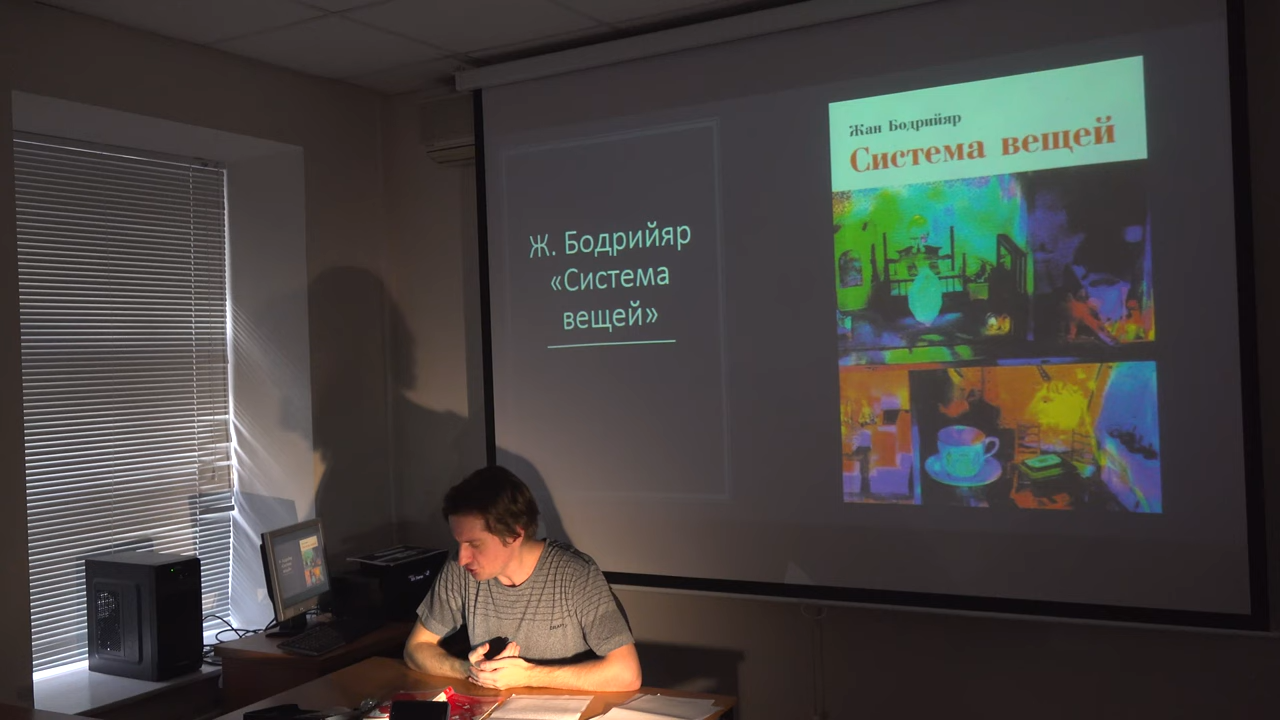 Ж. Бодрийяр
«Система
вещей»
Жан Бодрийяр
Система вещей